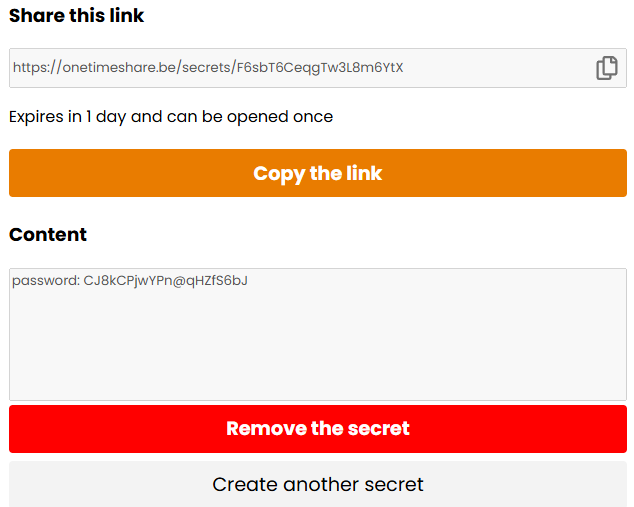 Share this link
https://onetimeshare.be/secrets/F6sbT6CeqgTw3L8m6YtX
Expires in 1 day and can be opened once
Copy the link
Content
password: CJ8kCPjwYPn@qHZfS6bJ
Remove the secret
Create another secret